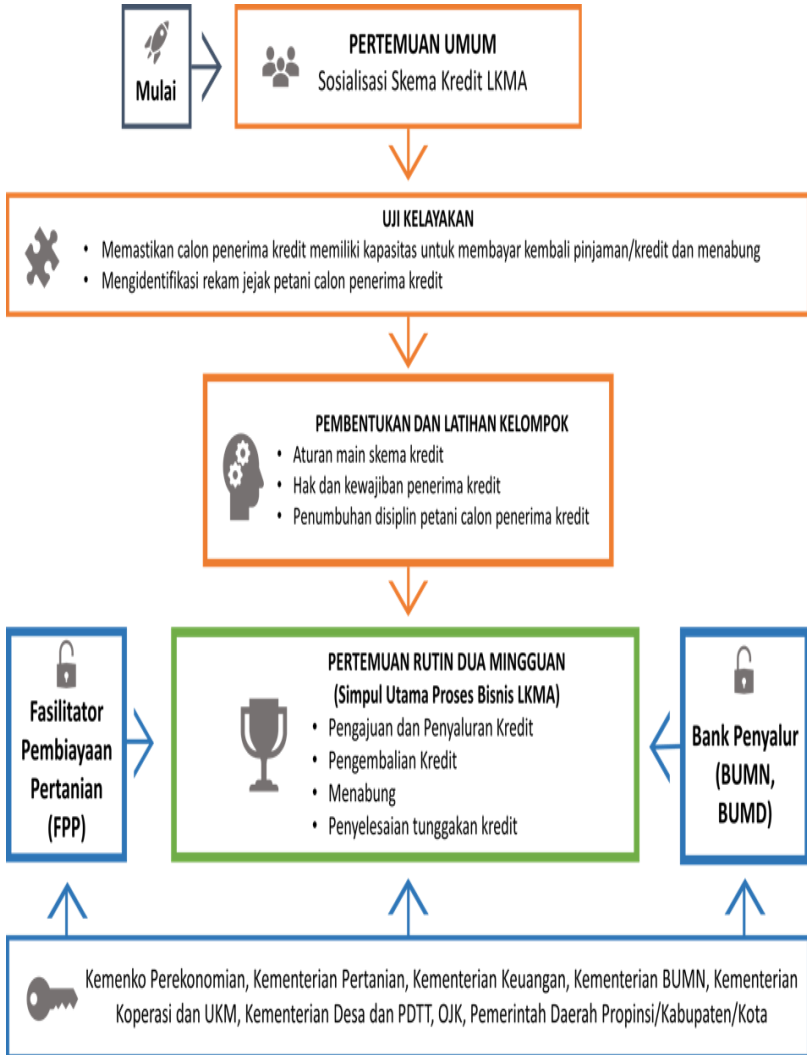 Mulai
PERTEMUAN UMUM
Sosialisasi Skema Kredit LKMA
UJI KELAYAKAN
• Memastikan calon penerima kredit memiliki kapasitas untuk membayar kembali pinjaman/kredit dan menabung
• Mengidentifikasi rekam jejak petani calon penerima kredit
PEMBENTUKAN DAN LATIHAN KELOMPOK
• Aturan main skema kredit
• Hak dan kewajiban penerima kredit
• Penumbuhan disiplin petani calon penerima kredit
Fasilitator
Pembiayaan
Pertanian
(FPP)
PERTEMUAN RUTIN DUA MINGGUAN
(Simpul Utama Proses Bisnis LKMA)
• Pengajuan dan Penyaluran Kredit
• Pengembalian Kredit
• Menabung
• Penyelesaian tunggakan kredit
Bank Penyalur
(BUMN,
BUMD)
Kemenko Perekonomian, Kementerian Pertanian, Kementerian Keuangan, Kementerian BUMN, Kementerian
Koperasi dan UKM, Kementerian Desa dan PDTT, OJK, Pemerintah Daerah Propinsi/Kabupaten/Kota